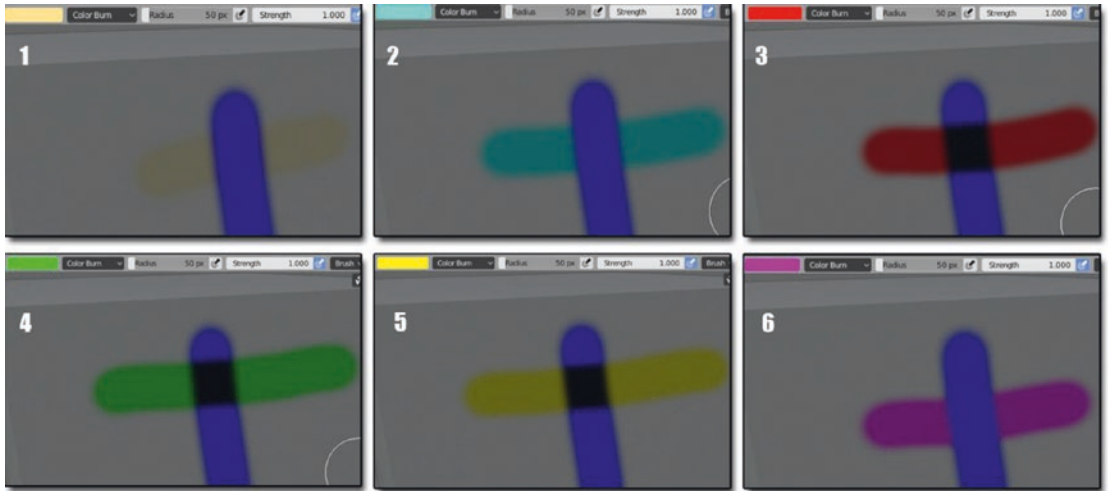 Color Burn Radius 50 px Strength 1.000
1
Color Burn Radius 50 px Strength 1.000
2
Color Burn Radius 50 px Strength 1.000
3
Color Burn Radius 50 px Strength 1.000 Brush
4
Color Burn Radius 50 px Strength 1.000 Brush
5
Color Burn Radius 50 px Strength 1.000
6